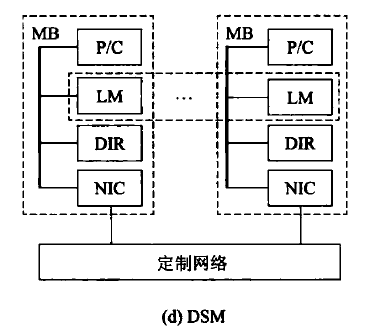 MB P/C MB P/C
LM … LM
DIR DIR
NIC NIC
定制网络
(d) DSM